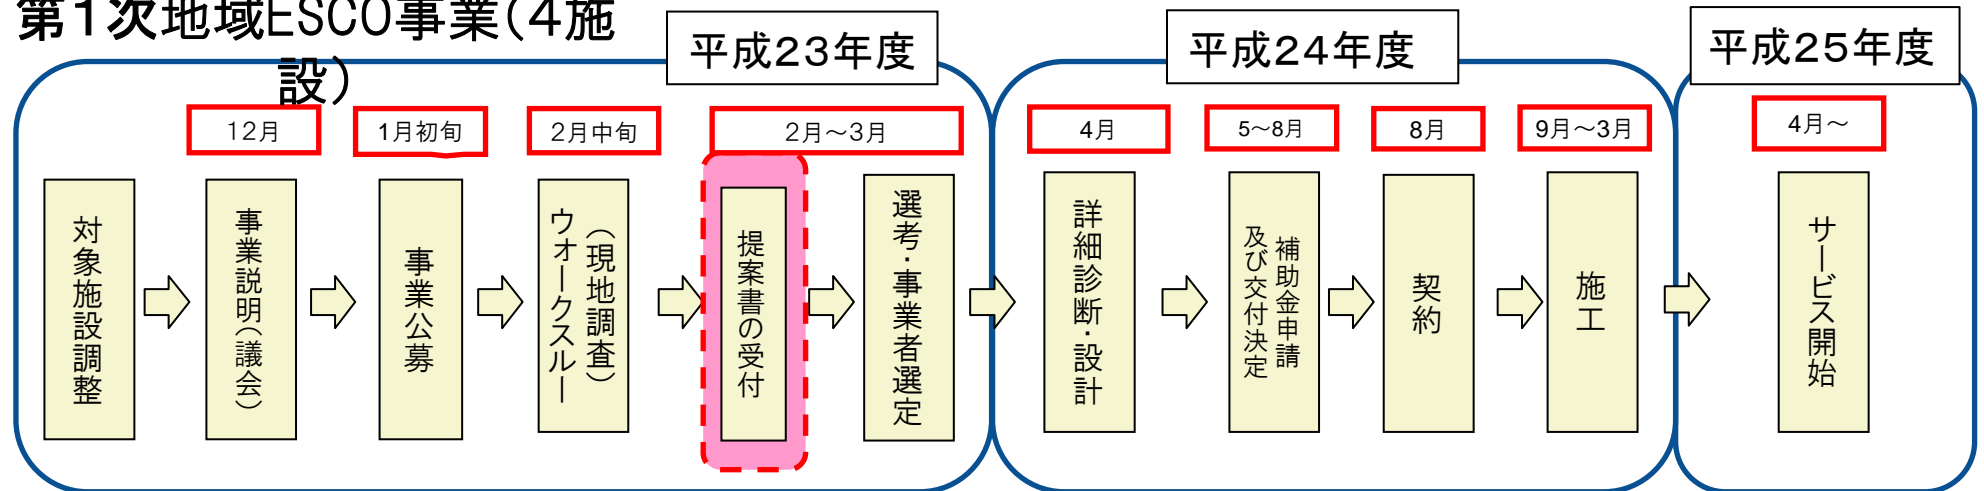 第1次地域ESCO事業(4施
設)
平成23年度
平成24年度
平成25年度
12月
1月初旬
2月中旬
2月～3月
4月
5～8月
8月
9月～3月
4月～
対象施設調整
事業説明(議会)
事業公募
ウオークスルー
(現地調査)
提案書の受付
選考・事業者選定
詳細診断・設計
補助金申請
及び交付決定
契約
施工
サービス開始